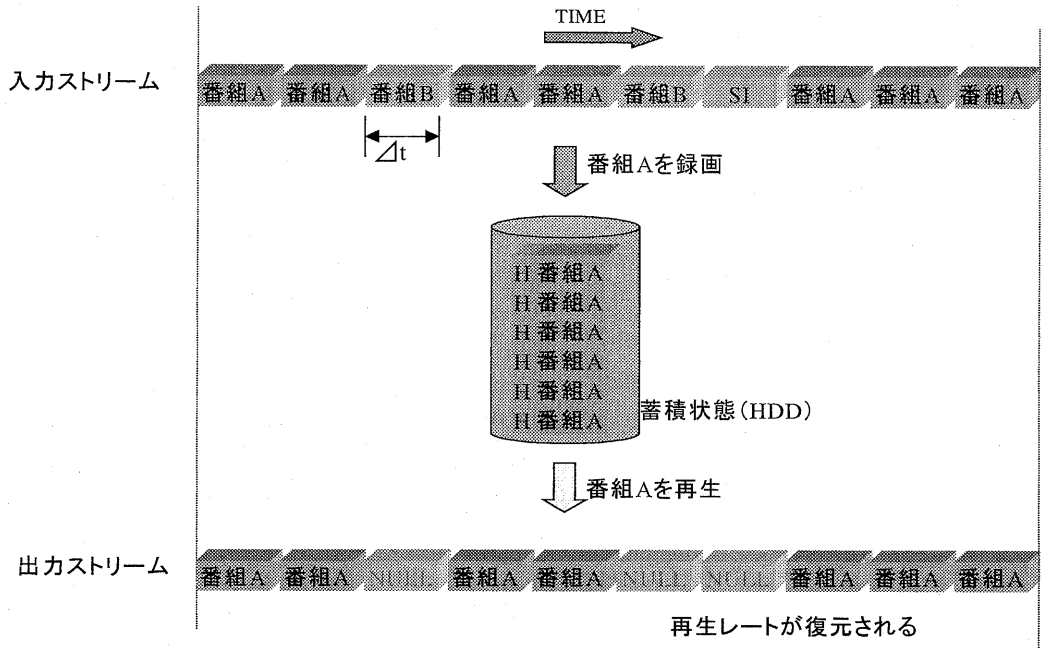 TIME
入力ストリーム
番組A 番組A 番組B 番組A 番組A 番組B SI 番組A 番組A 番組A
⊿t
番組Aを録画
H 番組A
H 番組A
H 番組A
H 番組A
H 番組A
H 番組A
蓄積状態(HDD)
番組Aを再生
出力ストリーム
番組A 番組A NULL 番組A 番組A NULL NULL 番組A 番組A 番組A
再生レートが復元される